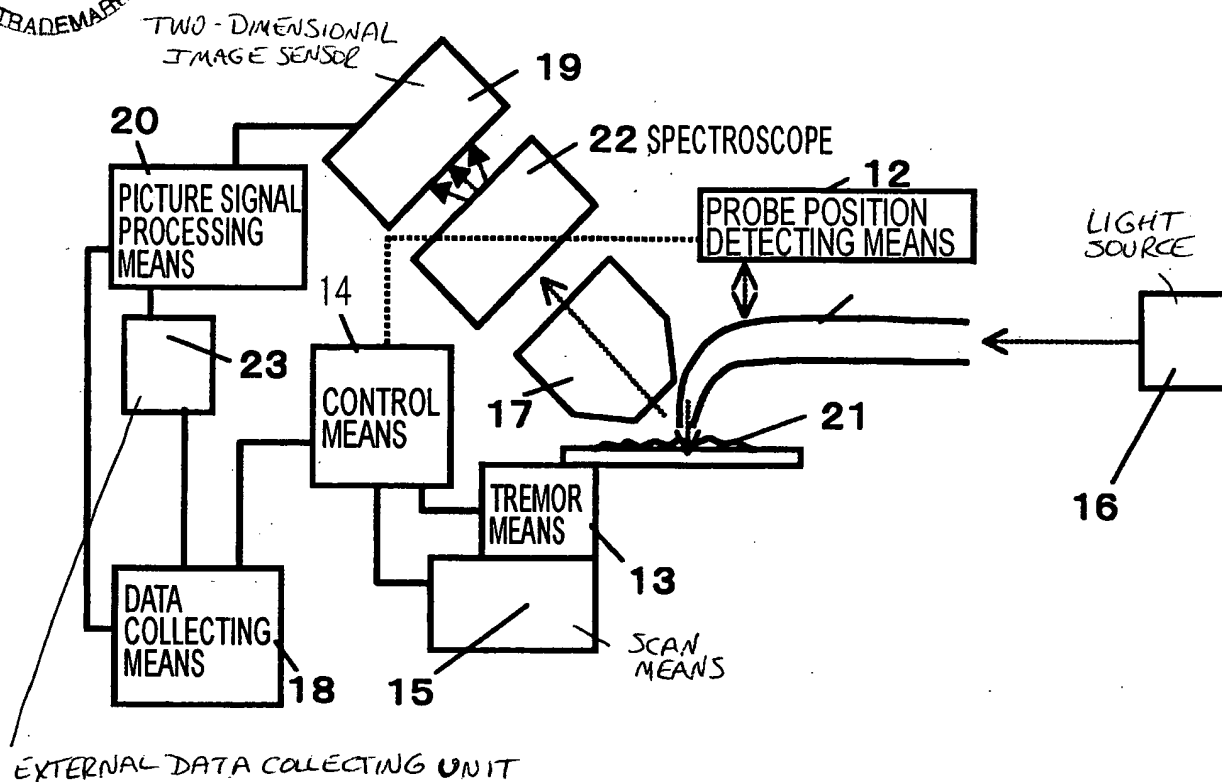 TRADEMAR
TWO-DIMENSIONAL
IMAGE SENSOR
19
20
22 SPECTROSCOPE
12
PICTURE SIGNAL
PROCESSING
MEANS
PROBE POSITION
DETECTING MEANS
LIGHT
SOURCE
14
23
CONTROL
MEANS
17
21
16
TREMOR
MEANS
13
DATA
COLLECTING
MEANS
18
15
SCAN
MEANS
EXTERNAL DATA COLLECTING UNIT